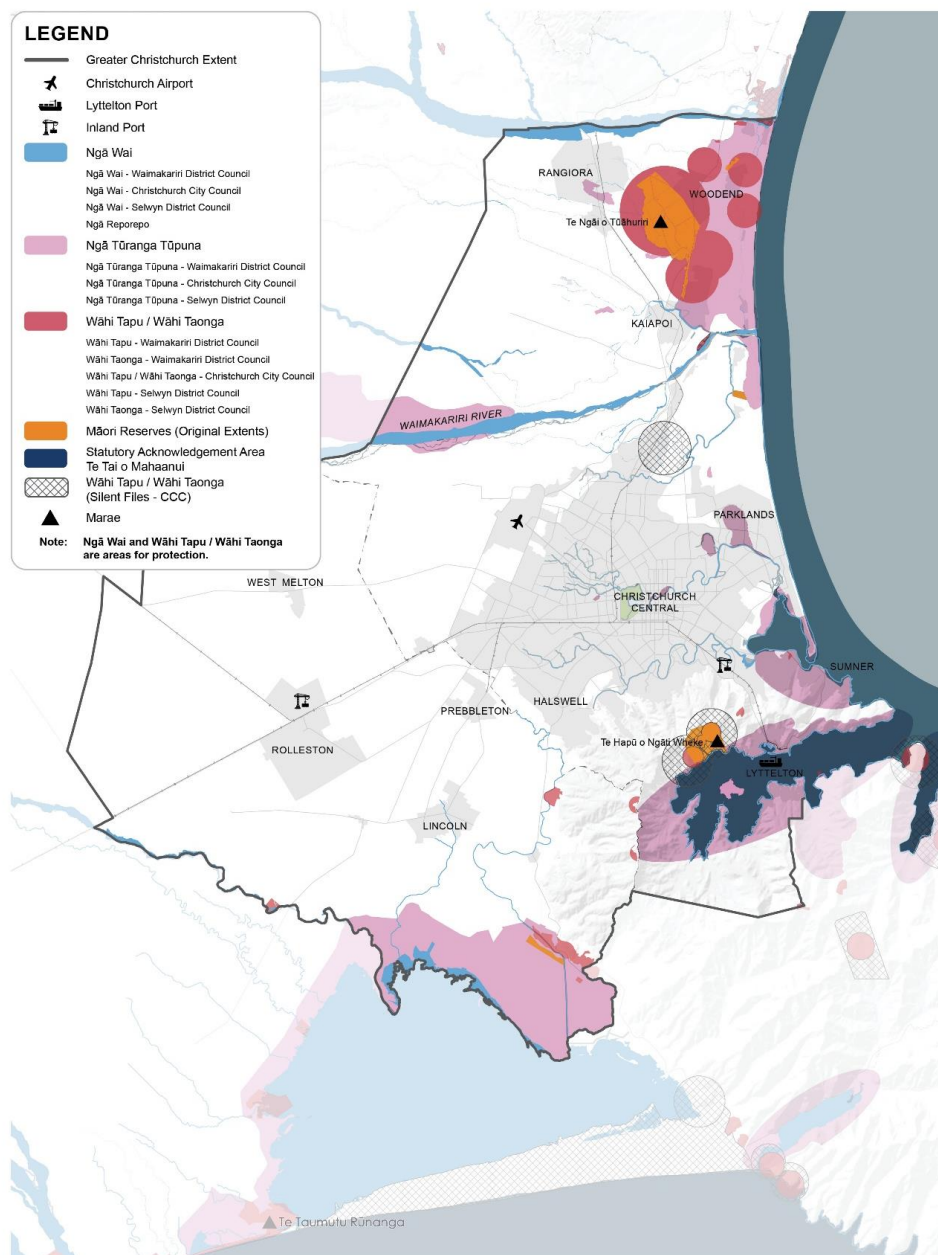 LEGEND
Greater Christchurch Extent
Christchurch Airport
Lyttelton Port
Inland Port
Ngā Wai
Ngā Wai - Waimakariri District Council
Ngā Wai - Christchurch City Council
Ngā Wai - Selwyn District Council
Ngā Reporepo
Ngā Tūranga Tūpuna
Ngā Tūranga Tūpuna - Waimakariri District Council
Ngā Tūranga Tūpuna - Christchurch City Council
Ngā Tūranga Tūpuna - Selwyn District Council
Wāhi Tapu / Wāhi Taonga
Wāhi Tapu - Waimakariri District Council
Wāhi Taonga - Waimakariri District Council
Wāhi Tapu / Wāhi Taonga - Christchurch City Council
Wāhi Tapu - Selwyn District Council
Wāhi Taonga - Selwyn District Council
Māori Reserves (Original Extents)
Statutory Acknowledgement Area
Te Tai o Mahaanui
Wāhi Tapu / Wāhi Taonga
(Silent Files - CCC)
Marae
Note: Ngā Wai and Wāhi Tapu / Wāhi Taonga
are areas for protection.
RANGIORA
WOODEND
Te Ngāi o Tūāhuriri
KAIAPOI
WAIMAKARIRI RIVER
PARKLANDS
WEST MELTON
CHRISTCHURCH
CENTRAL
SUMNER
HALSWELL
PREBBLETON
ROLLESTON
Te Hapū o Ngāti Wheke
LYTTELTON
LINCOLN
Te Taumutu Rūnanga